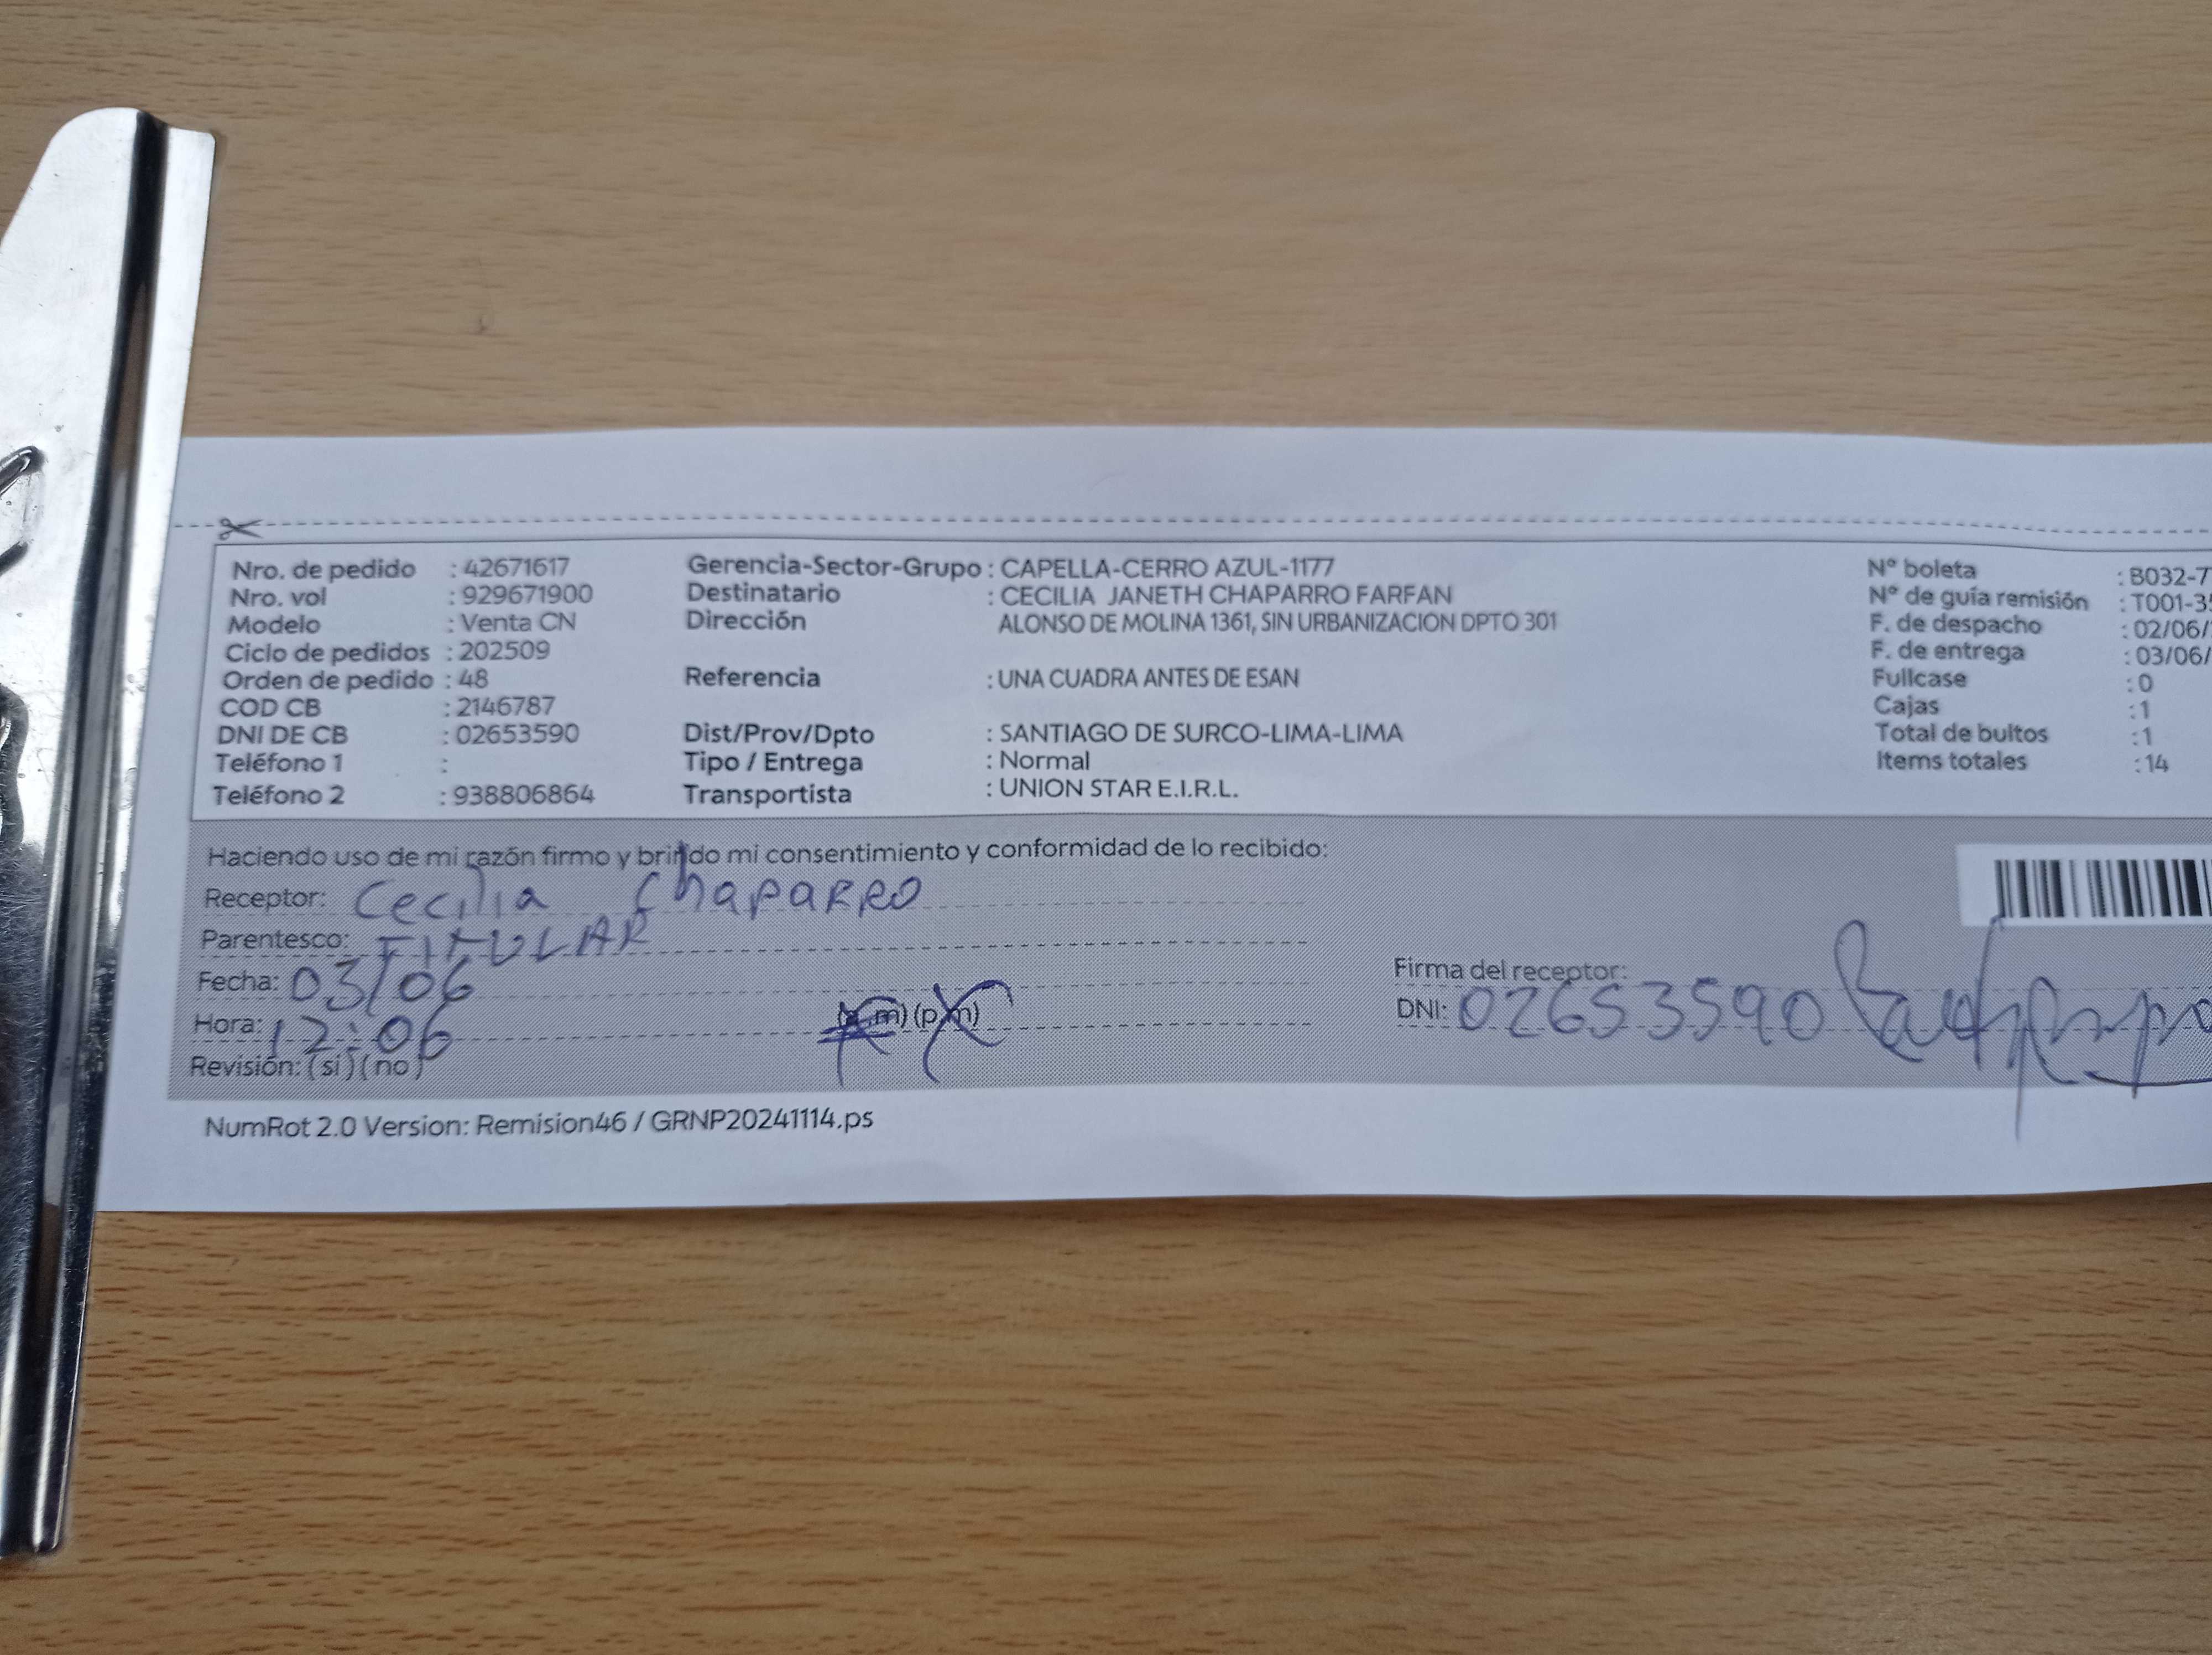 Nro. de pedido : 42671617
Nro. vol : 929671900
Modelo : Venta CN
Ciclo de pedidos : 202509
Orden de pedido : 48
COD CB : 2146787
DNI DE CB : 02653590
Teléfono 1 :
Teléfono 2 : 938806864
Gerencia-Sector-Grupo : CAPELLA-CERRO AZUL-1177
Destinatario : CECILIA JANETH CHAPARRO FARFAN
Dirección ALONSO DE MOLINA 1361, SIN URBANIZACION DPTO 301
Referencia : UNA CUADRA ANTES DE ESAN
Dist/Prov/Dpto : SANTIAGO DE SURCO-LIMA-LIMA
Tipo / Entrega : Normal
Transportista : UNION STAR E.I.R.L.
Nº boleta : B032-7
Nº de guía remisión : T001-3
F. de despacho : 02/06/
F. de entrega : 03/06/
Fullcase : 0
Cajas : 1
Total de bultos : 1
Items totales : 14
Haciendo uso de mi razón firmo y brindo mi consentimiento y conformidad de lo recibido:
Receptor: Cecilia Chaparro
Parentesco: TITULAR
Fecha: 03/06
Hora: 12:06 (a.m) (p.m)
Revisión: (si) (no)
Firma del receptor:
DNI: 02653590
NumRot 2.0 Version: Remision46 / GRNP20241114.ps